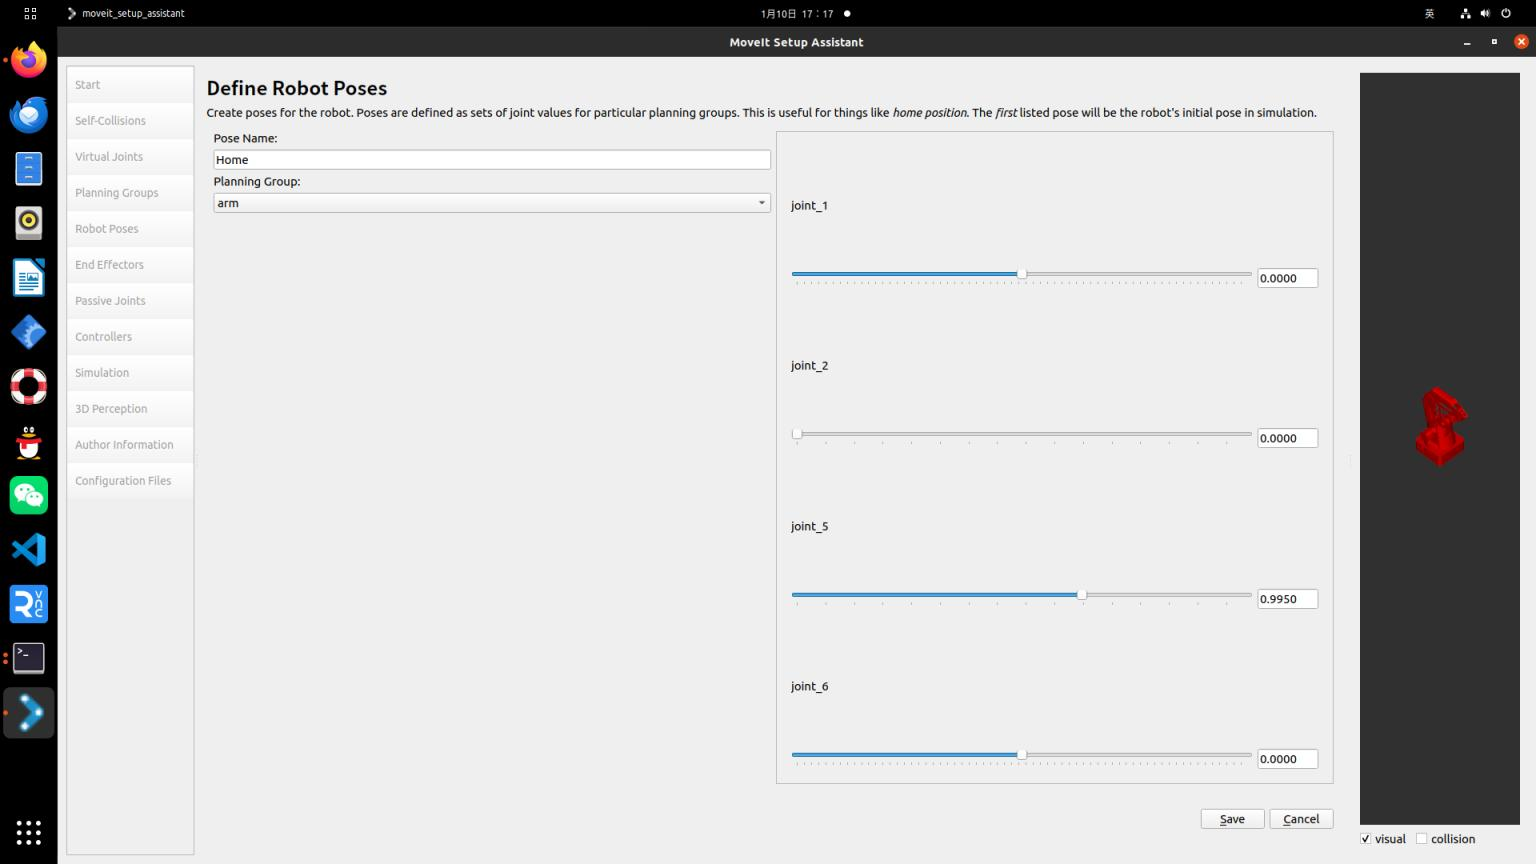 moveit_setup_assistant
1月10日 17：17
英
MoveIt Setup Assistant
Start
Self-Collisions
Virtual Joints
Planning Groups
Robot Poses
End Effectors
Passive Joints
Controllers
Simulation
3D Perception
Author Information
Configuration Files
Define Robot Poses
Create poses for the robot. Poses are defined as sets of joint values for particular planning groups. This is useful for things like home position. The first listed pose will be the robot's initial pose in simulation.
Pose Name:
Home
Planning Group:
arm
joint_1
0.0000
joint_2
0.0000
joint_5
0.9950
joint_6
0.0000
Save
Cancel
visual
collision